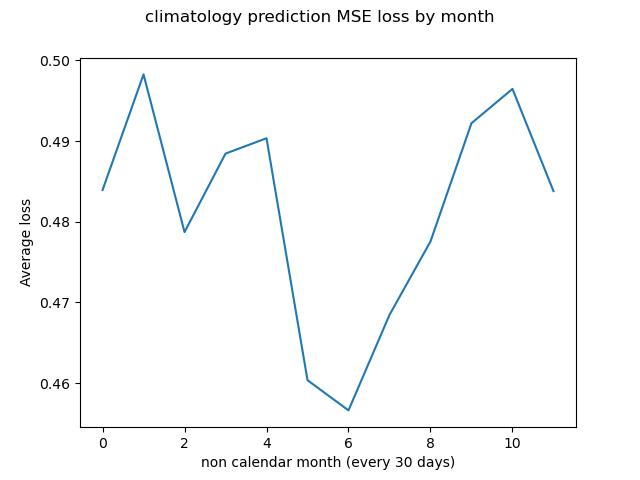 climatology prediction MSE loss by month
0.50
0.49
0.48
0.47
0.46
Average loss
0 2 4 6 8 10
non calendar month (every 30 days)